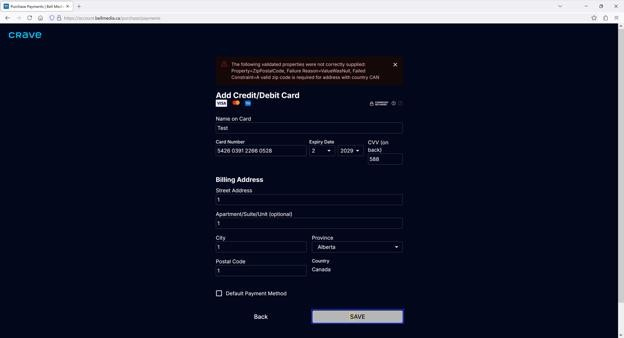 Purchase Payments | Bell Media
https://account.bellmedia.ca/purchase/payments
CRAVE
The following validated properties were not correctly supplied:
Property=ZipPostalCode, Failure Reason=ValueWasNull, Failed
Constraint=A valid zip code is required for address with country CAN
Add Credit/Debit Card
VISA
Name on Card
Test
Card Number
Expiry Date
CVV (on back)
5426 0391 2266 0528
2
2029
588
Billing Address
Street Address
1
Apartment/Suite/Unit (optional)
1
City
Province
1
Alberta
Postal Code
Country
1
Canada
Default Payment Method
Back
SAVE